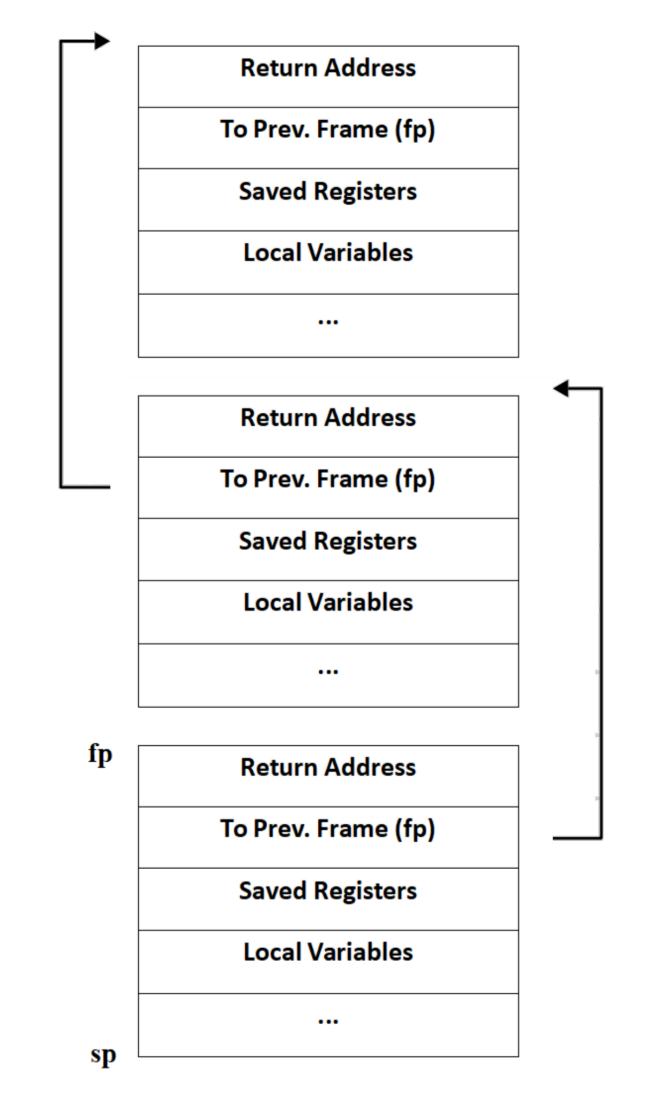 Return Address
To Prev. Frame (fp)
Saved Registers
Local Variables
...
Return Address
To Prev. Frame (fp)
Saved Registers
Local Variables
...
fp
Return Address
To Prev. Frame (fp)
Saved Registers
Local Variables
...
sp